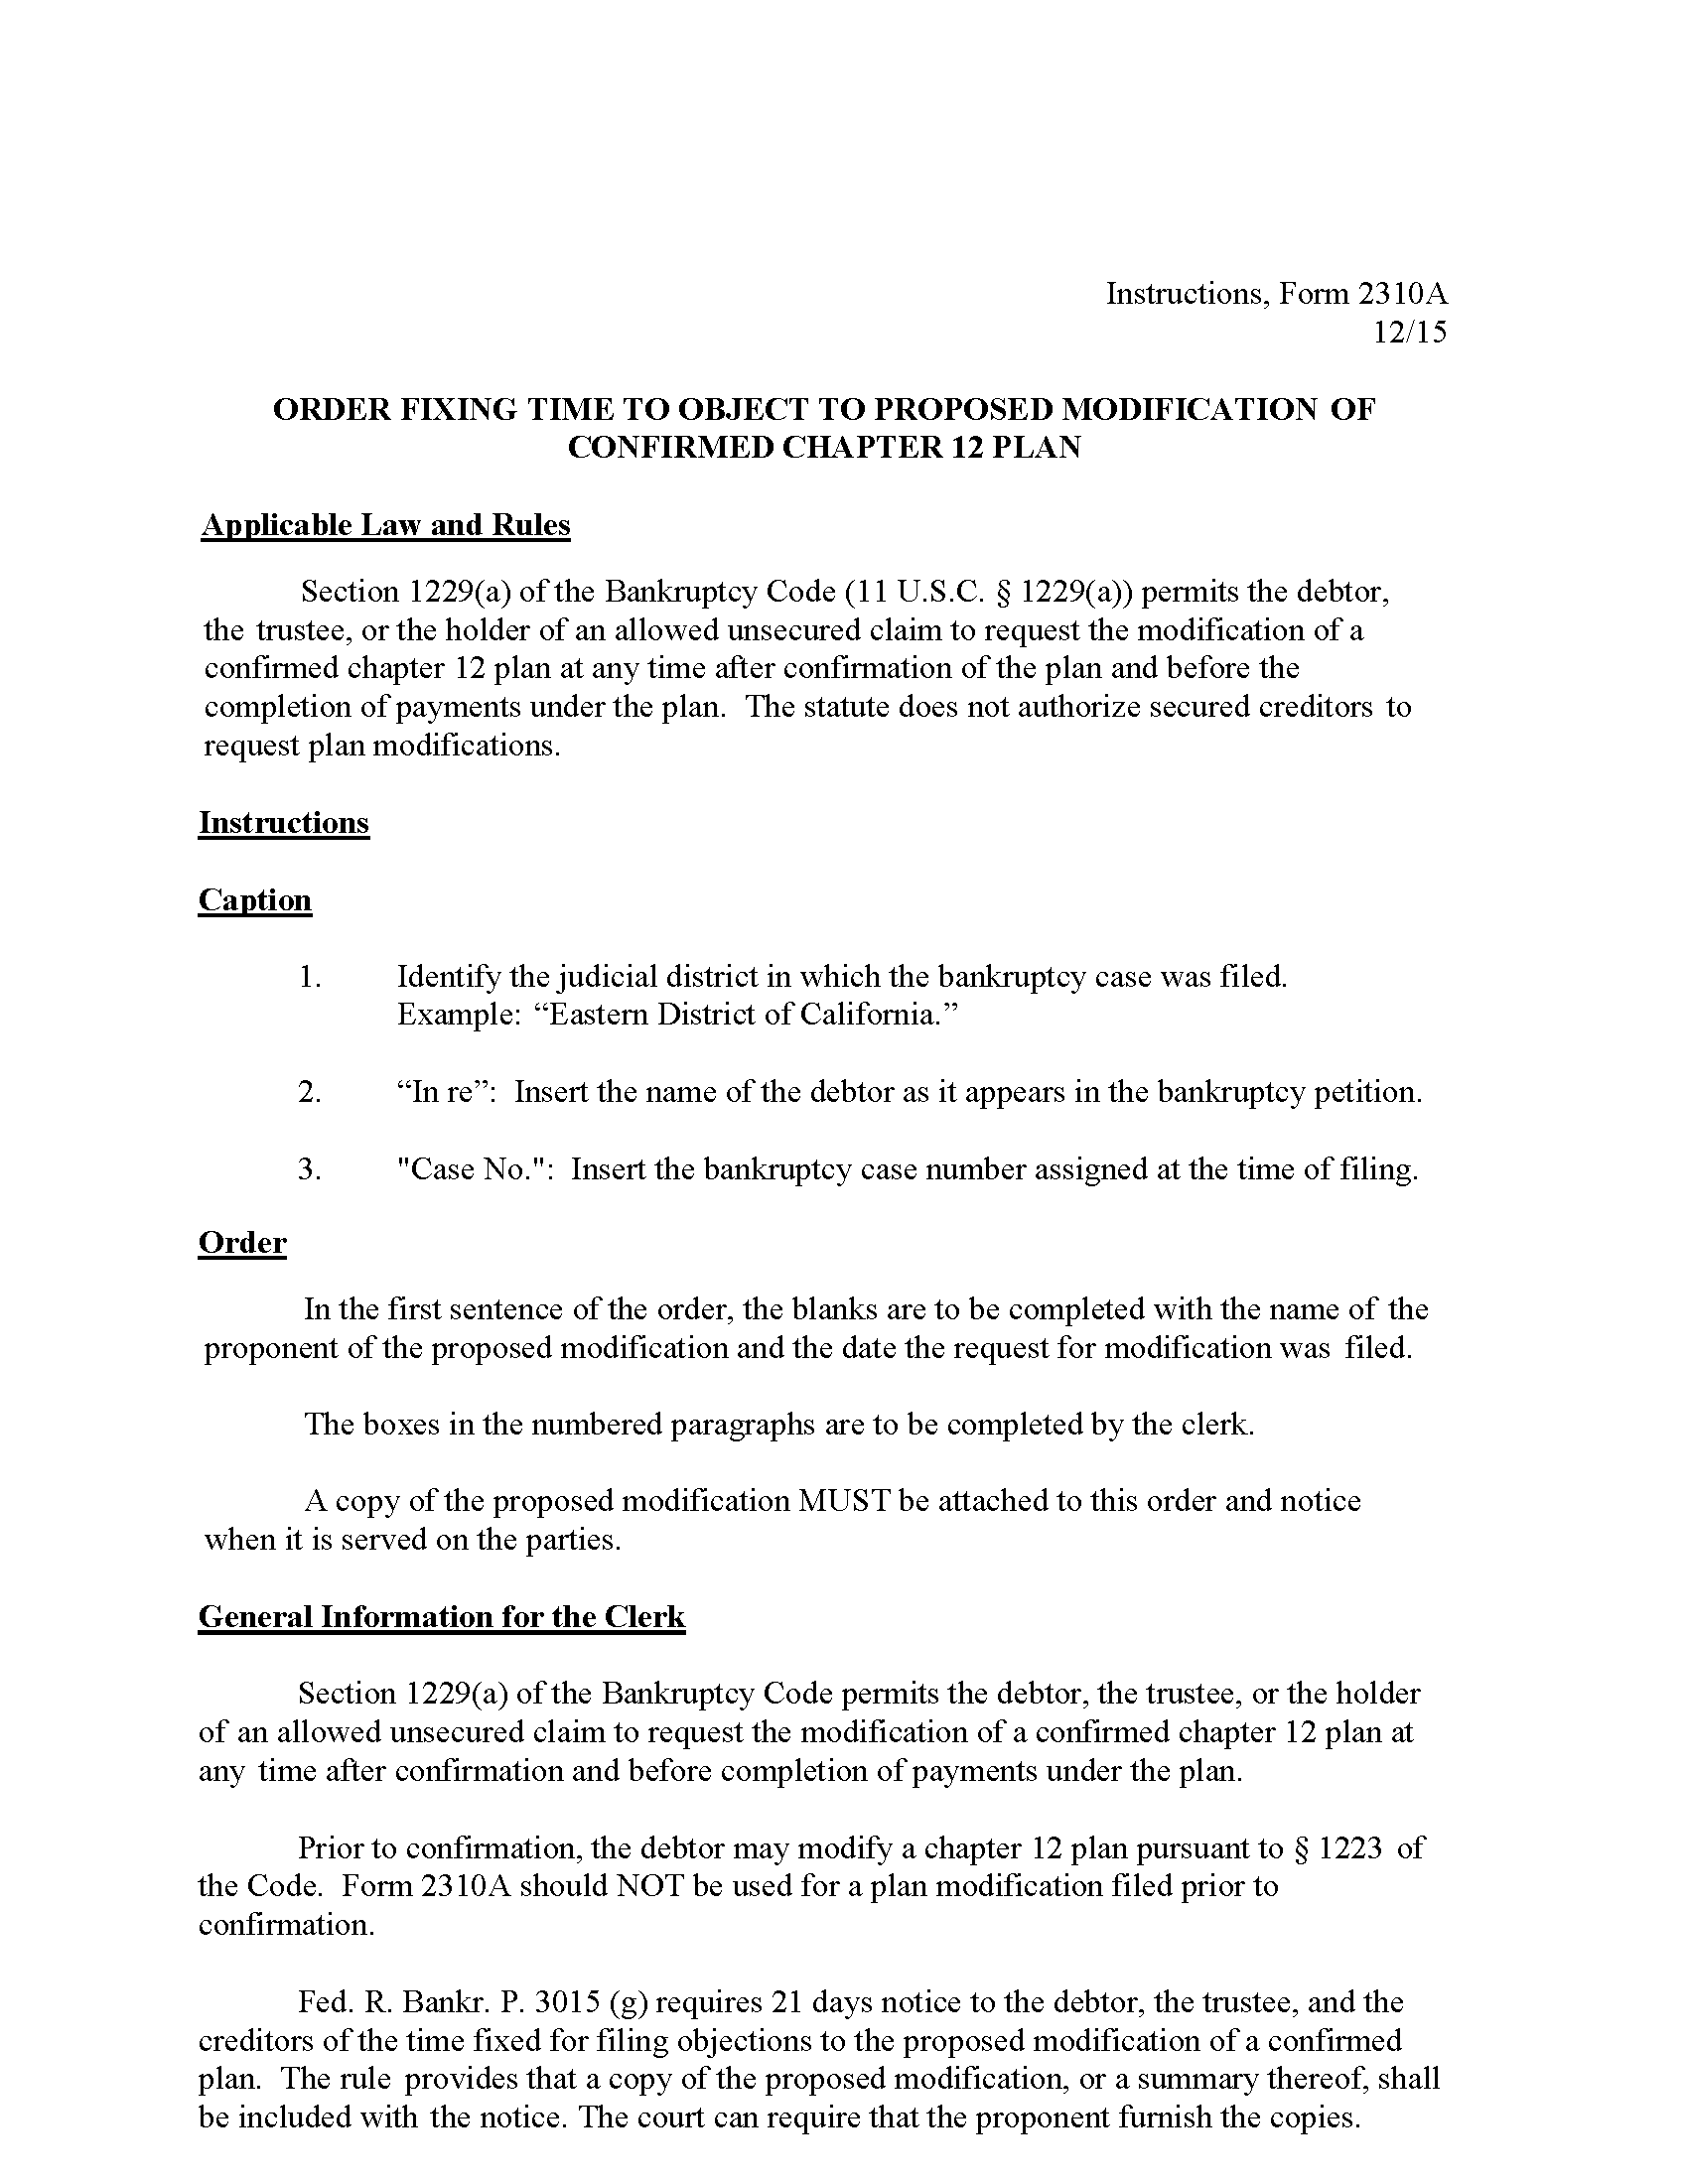 Instructions, Form 2310A
12/15
ORDER FIXING TIME TO OBJECT TO PROPOSED MODIFICATION OF
CONFIRMED CHAPTER 12 PLAN
Applicable Law and Rules
Section 1229(a) of the Bankruptcy Code (11 U.S.C. § 1229(a)) permits the debtor,
the trustee, or the holder of an allowed unsecured claim to request the modification of a
confirmed chapter 12 plan at any time after confirmation of the plan and before the
completion of payments under the plan. The statute does not authorize secured creditors to
request plan modifications.
Instructions
Caption
1. Identify the judicial district in which the bankruptcy case was filed.
Example: “Eastern District of California.”
2. “In re”: Insert the name of the debtor as it appears in the bankruptcy petition.
3. "Case No.": Insert the bankruptcy case number assigned at the time of filing.
Order
In the first sentence of the order, the blanks are to be completed with the name of the
proponent of the proposed modification and the date the request for modification was filed.
The boxes in the numbered paragraphs are to be completed by the clerk.
A copy of the proposed modification MUST be attached to this order and notice
when it is served on the parties.
General Information for the Clerk
Section 1229(a) of the Bankruptcy Code permits the debtor, the trustee, or the holder
of an allowed unsecured claim to request the modification of a confirmed chapter 12 plan at
any time after confirmation and before completion of payments under the plan.
Prior to confirmation, the debtor may modify a chapter 12 plan pursuant to § 1223 of
the Code. Form 2310A should NOT be used for a plan modification filed prior to
confirmation.
Fed. R. Bankr. P. 3015 (g) requires 21 days notice to the debtor, the trustee, and the
creditors of the time fixed for filing objections to the proposed modification of a confirmed
plan. The rule provides that a copy of the proposed modification, or a summary thereof, shall
be included with the notice. The court can require that the proponent furnish the copies.